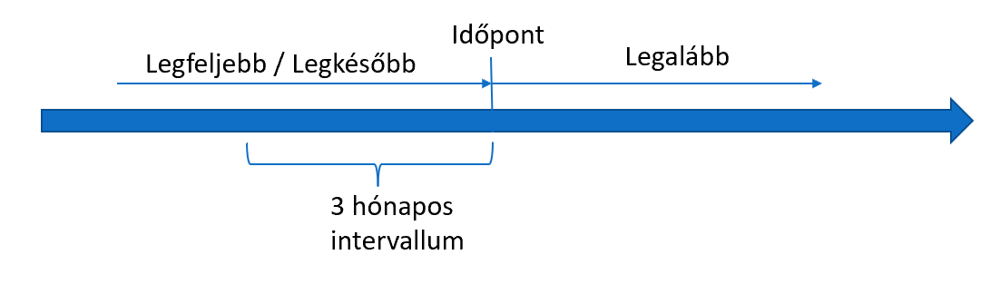 Időpont
Legfeljebb / Legkésőbb
Legalább
3 hónapos
intervallum